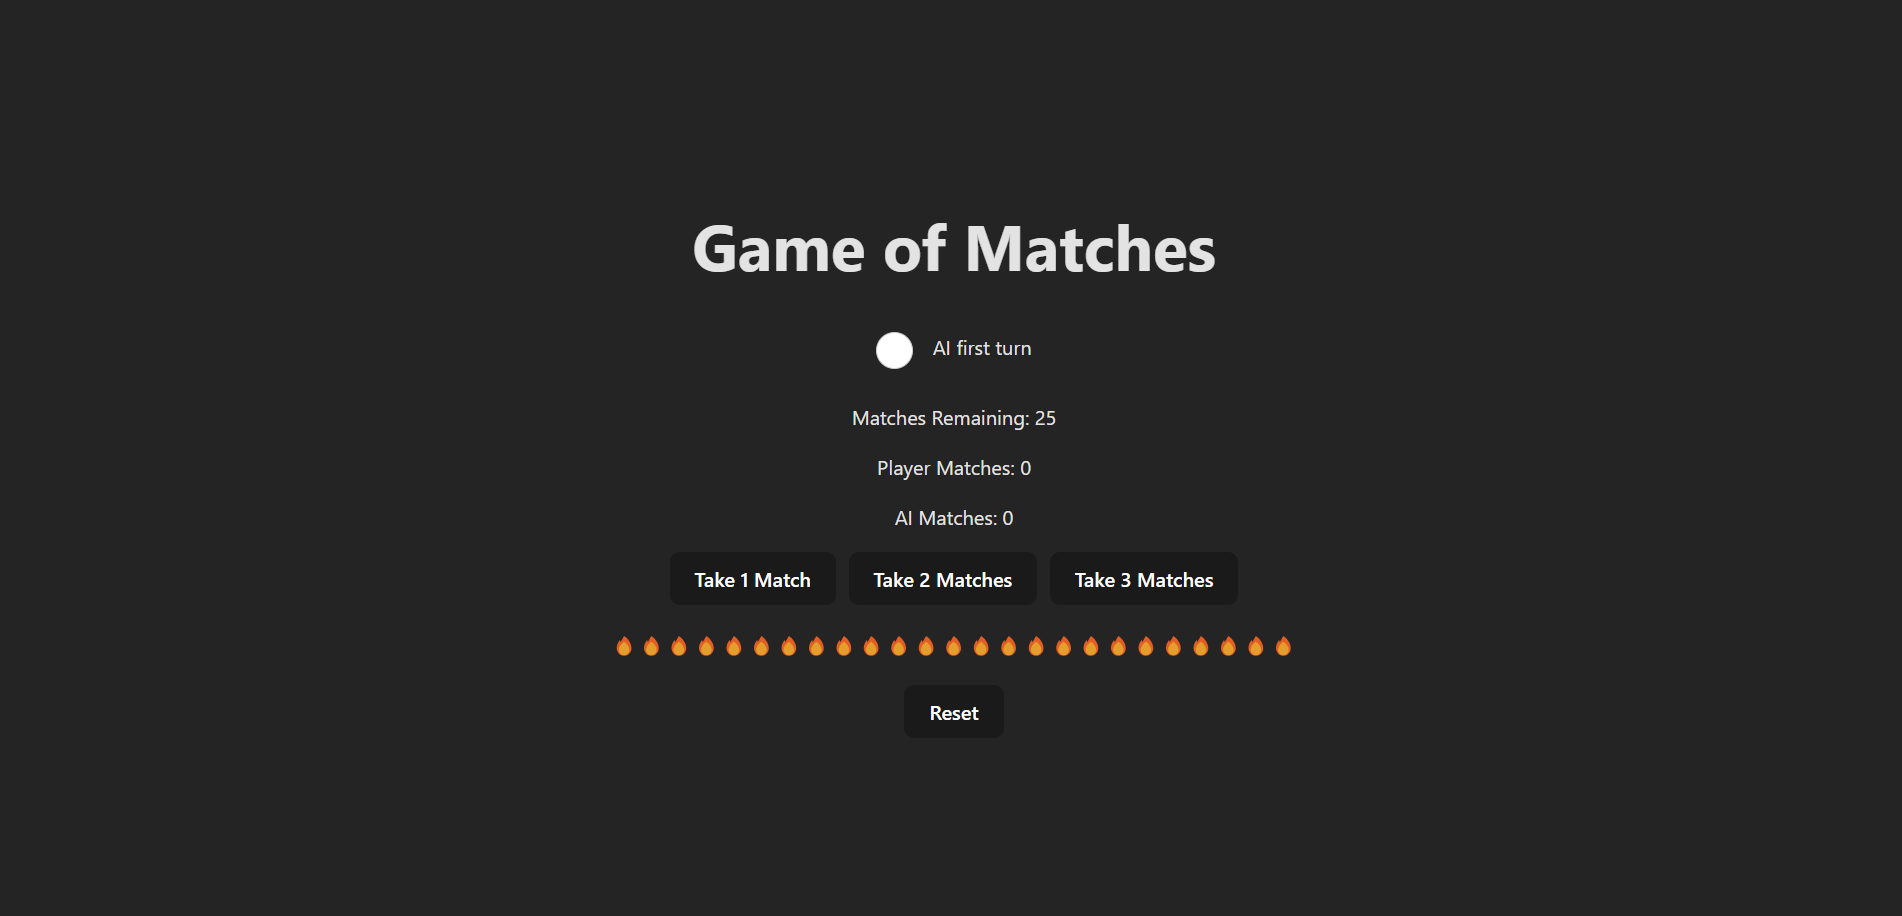 Game of Matches
AI first turn
Matches Remaining: 25
Player Matches: 0
AI Matches: 0
Take 1 Match Take 2 Matches Take 3 Matches
Reset